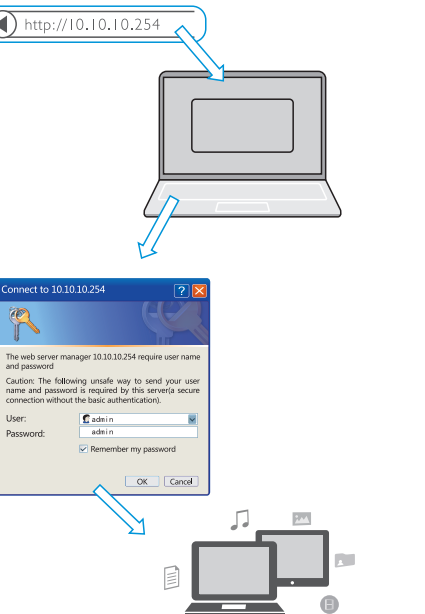 http://10.10.10.254
Connect to 10.10.10.254
The web server manager 10.10.10.254 require user name
and password
Caution: The following unsafe way to send your user
name and password is required by this server(a secure
connection without the basic authentication).
User: admin
Password: admin
Remember my password
OK Cancel